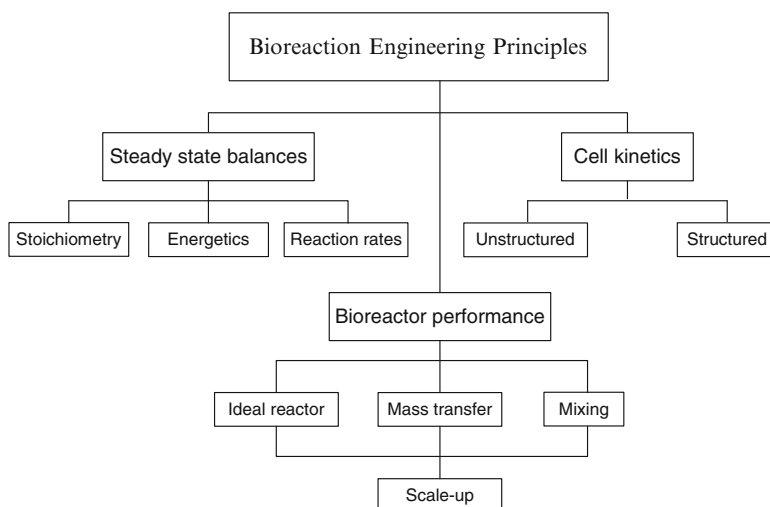 Bioreaction Engineering Principles
Steady state balances
Cell kinetics
Stoichiometry
Energetics
Reaction rates
Unstructured
Structured
Bioreactor performance
Ideal reactor
Mass transfer
Mixing
Scale-up